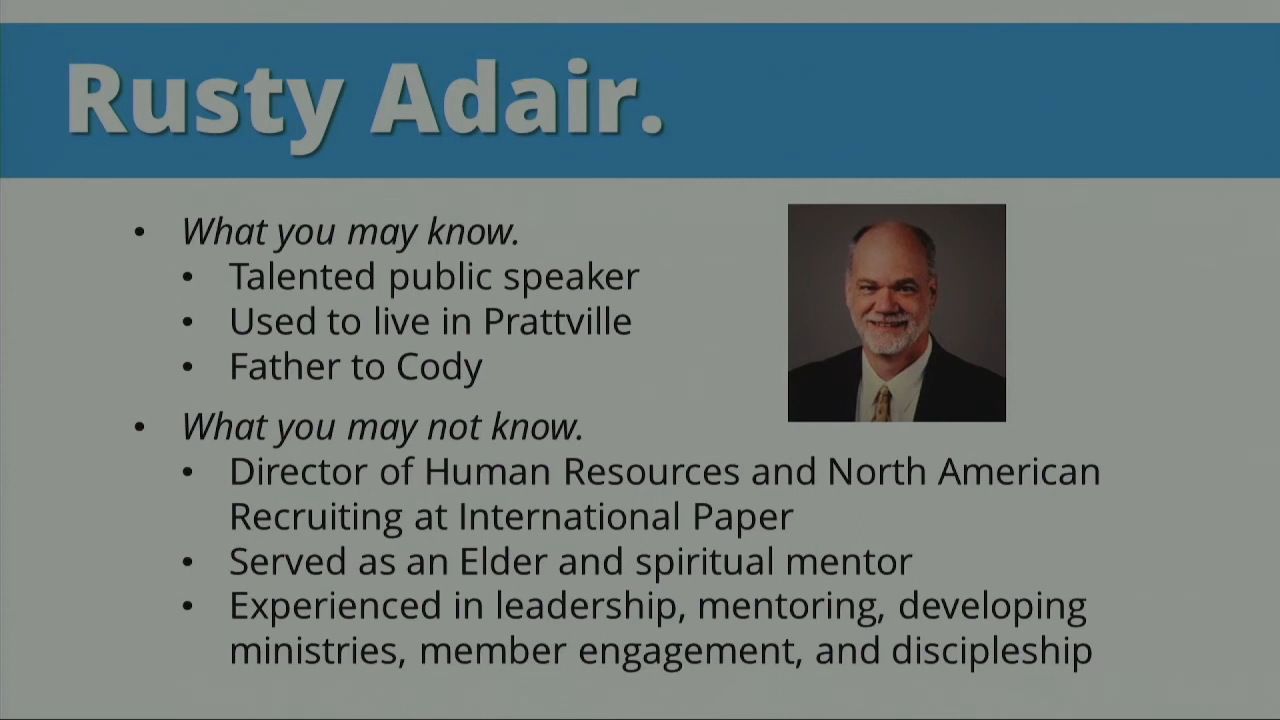 Rusty Adair.
• What you may know.
• Talented public speaker
• Used to live in Prattville
• Father to Cody
• What you may not know.
• Director of Human Resources and North American
Recruiting at International Paper
• Served as an Elder and spiritual mentor
• Experienced in leadership, mentoring, developing
ministries, member engagement, and discipleship